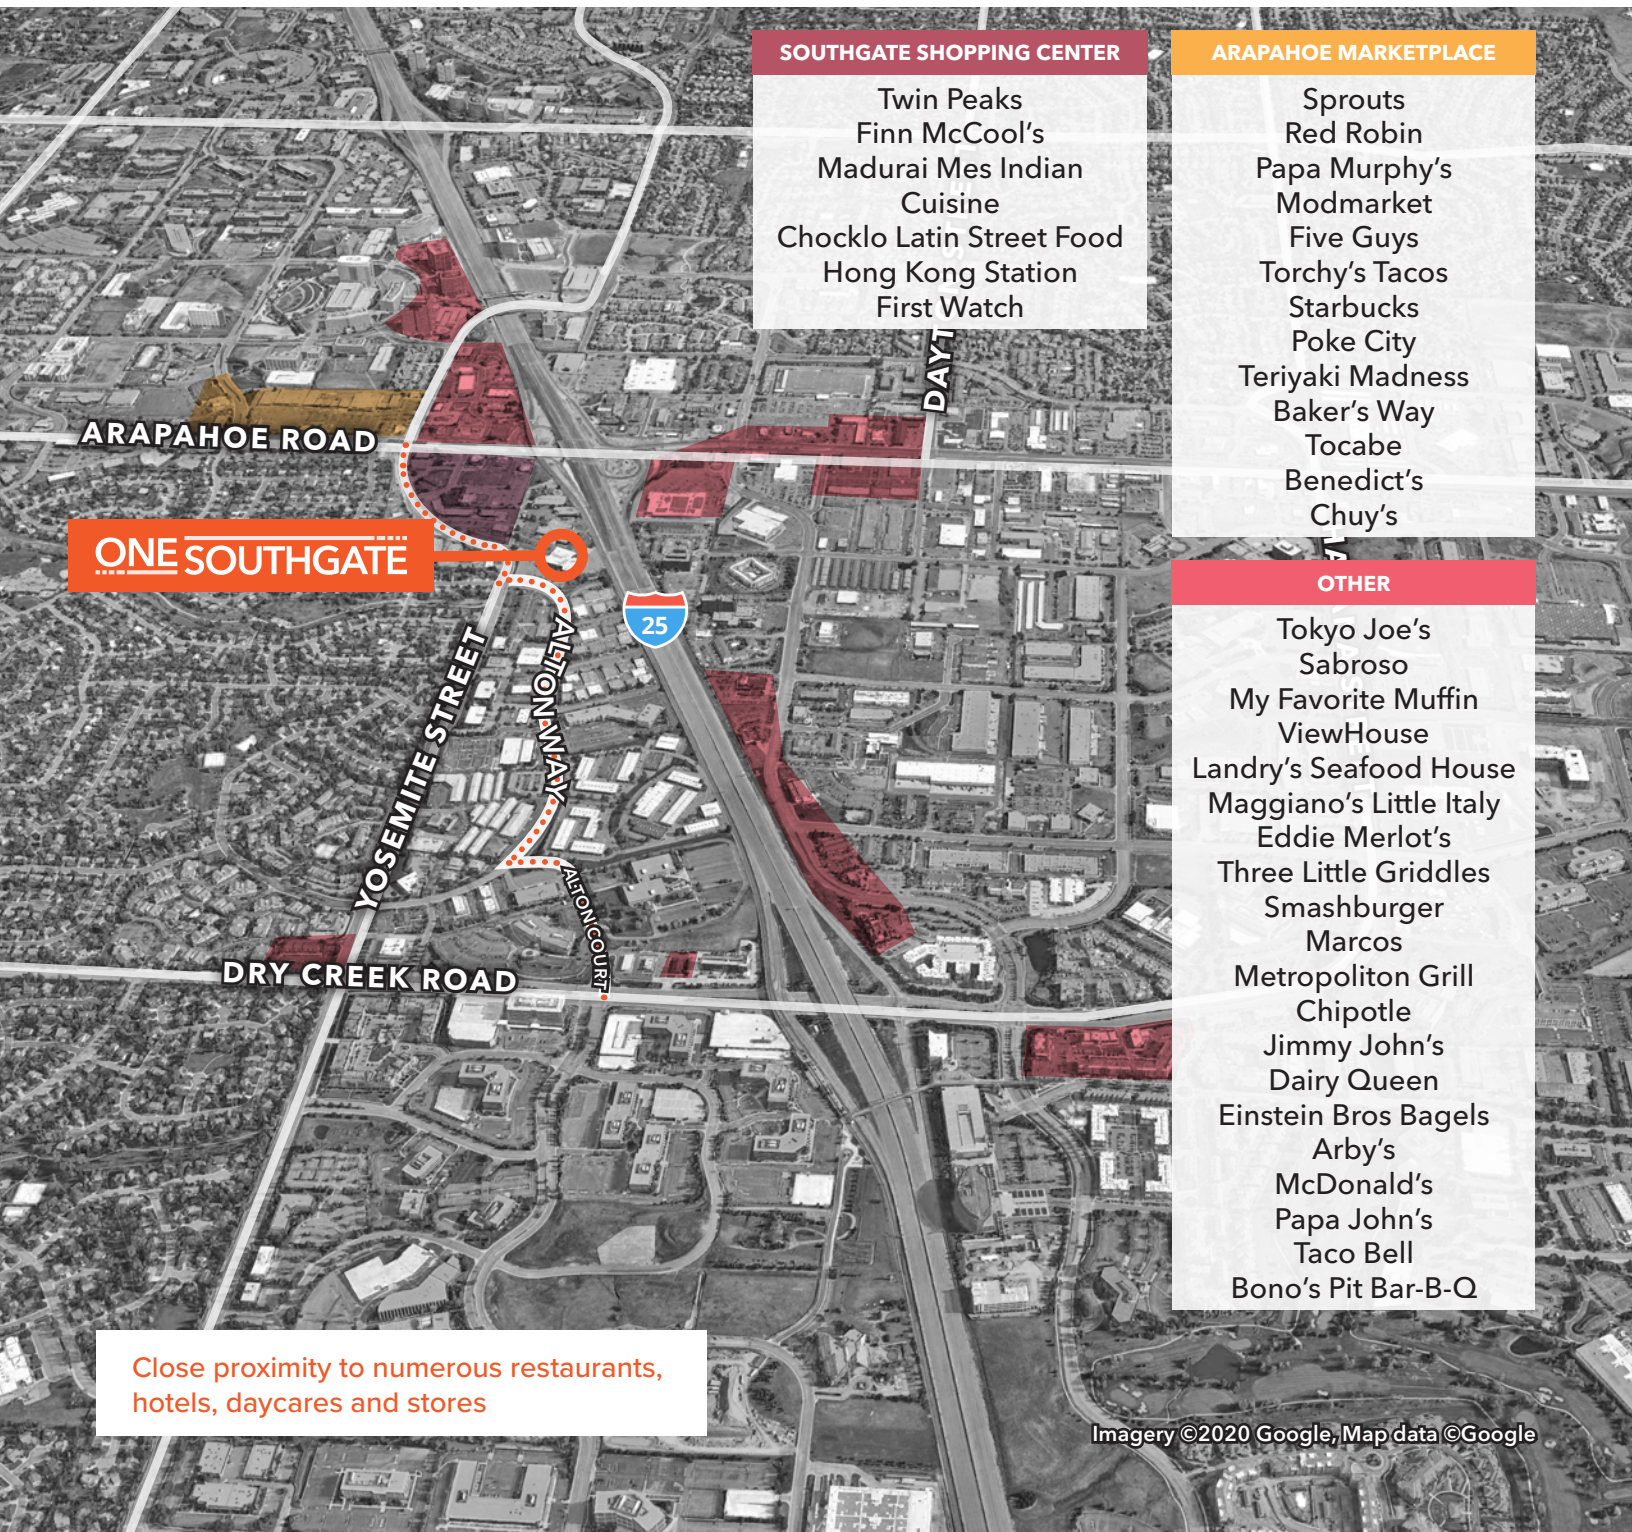 SOUTHGATE SHOPPING CENTER
Twin Peaks
Finn McCool's
Madurai Mes Indian
Cuisine
Chocklo Latin Street Food
Hong Kong Station
First Watch
ARAPAHOE MARKETPLACE
Sprouts
Red Robin
Papa Murphy's
Modmarket
Five Guys
Torchy's Tacos
Starbucks
Poke City
Teriyaki Madness
Baker's Way
Tocabe
Benedict's
Chuy's
OTHER
Tokyo Joe's
Sabroso
My Favorite Muffin
ViewHouse
Landry's Seafood House
Maggiano's Little Italy
Eddie Merlot's
Three Little Griddles
Smashburger
Marcos
Metropoliton Grill
Chipotle
Jimmy John's
Dairy Queen
Einstein Bros Bagels
Arby's
McDonald's
Papa John's
Taco Bell
Bono's Pit Bar-B-Q
ARAPAHOE ROAD
ONE SOUTHGATE
25
YOSEMITE STREET
ALTON WAY
ALTON COURT
DRY CREEK ROAD
Close proximity to numerous restaurants,
hotels, daycares and stores
Imagery ©2020 Google, Map data ©Google